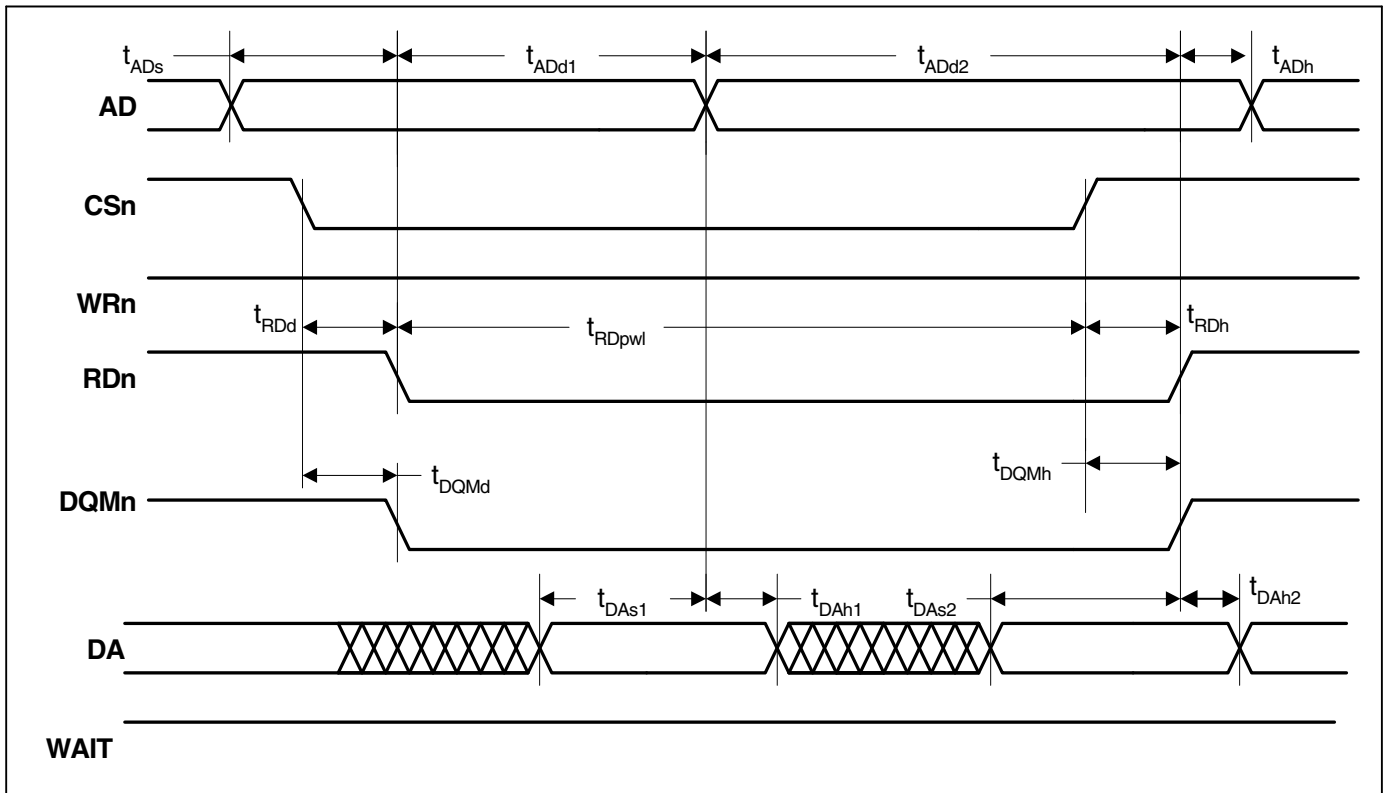 tADs tADd1 tADd2 tADh
AD
CSn
WRn
tRDd tRDpwl tRDh
RDn
tDQMd tDQMh
DQMn
tDAs1 tDAh1 tDAs2 tDAh2
DA
WAIT